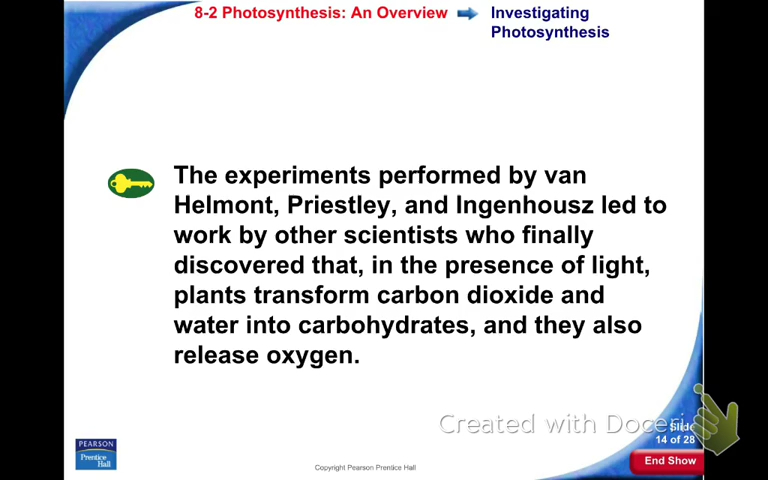 8-2 Photosynthesis: An Overview
Investigating
Photosynthesis
The experiments performed by van
Helmont, Priestley, and Ingenhousz led to
work by other scientists who finally
discovered that, in the presence of light,
plants transform carbon dioxide and
water into carbohydrates, and they also
release oxygen.
Created with Doceri
Slide
14 of 28
End Show
PEARSON
Prentice
Hall
Copyright Pearson Prentice Hall